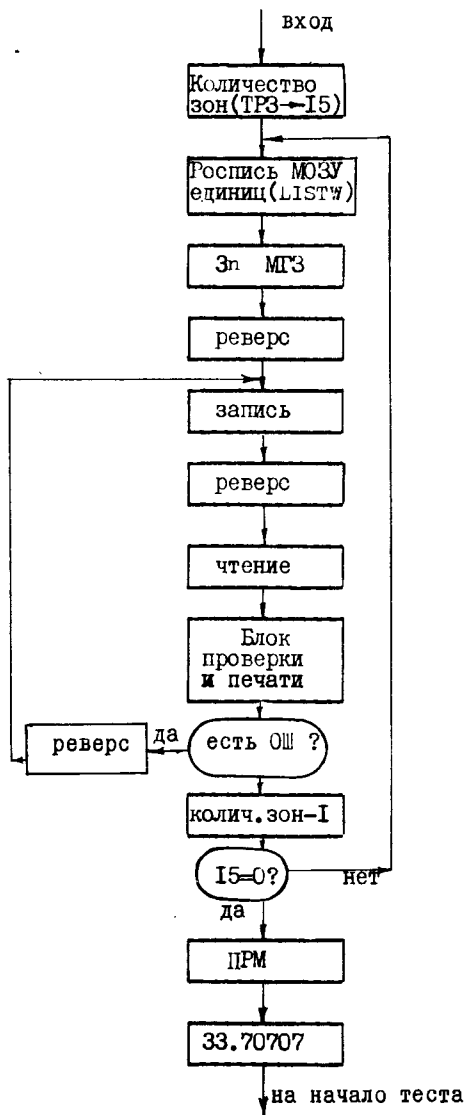 вход
Количество
зон(ТРЗ→I5)
Роспись МОЗУ
единиц(LISTW)
Зп МГЗ
реверс
запись
реверс
чтение
Блок
проверки
и печати
есть ОШ ?
да
реверс
колич.зон-I
I5=0?
нет
да
ПРМ
33.70707
на начало теста